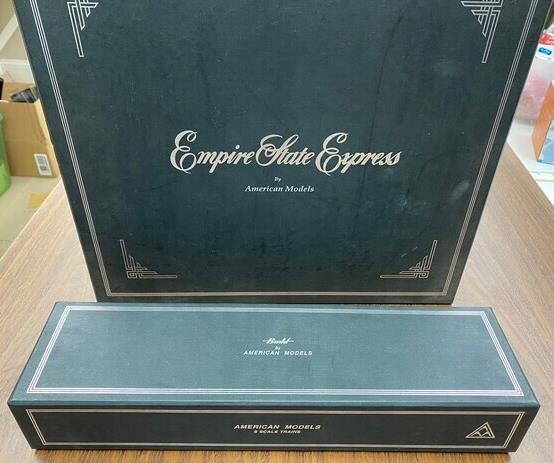 Empire State Express
By
American Models
Budd
By
AMERICAN MODELS
AMERICAN MODELS
S SCALE TRAINS